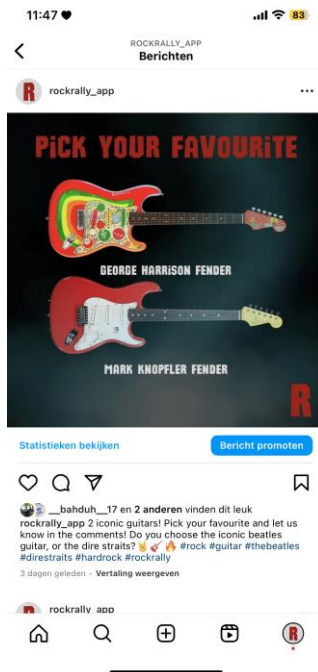 11:47
83
ROCKRALLY_APP
Berichten
R rockrally_app
PiCK YOUR FAVOURiTE
GEORGE HARRiSON FENDER
MARK KNOPFLER FENDER
R
Statistieken bekijken
Bericht promoten
__bahduh__17 en 2 anderen vinden dit leuk
rockrally_app 2 iconic guitars! Pick your favourite and let us
know in the comments! Do you choose the iconic beatles
guitar, or the dire straits? 🤘🎸🔥 #rock #guitar #thebeatles
#direstraits #hardrock #rockrally
3 dagen geleden • Vertaling weergeven
rockrally_app
R